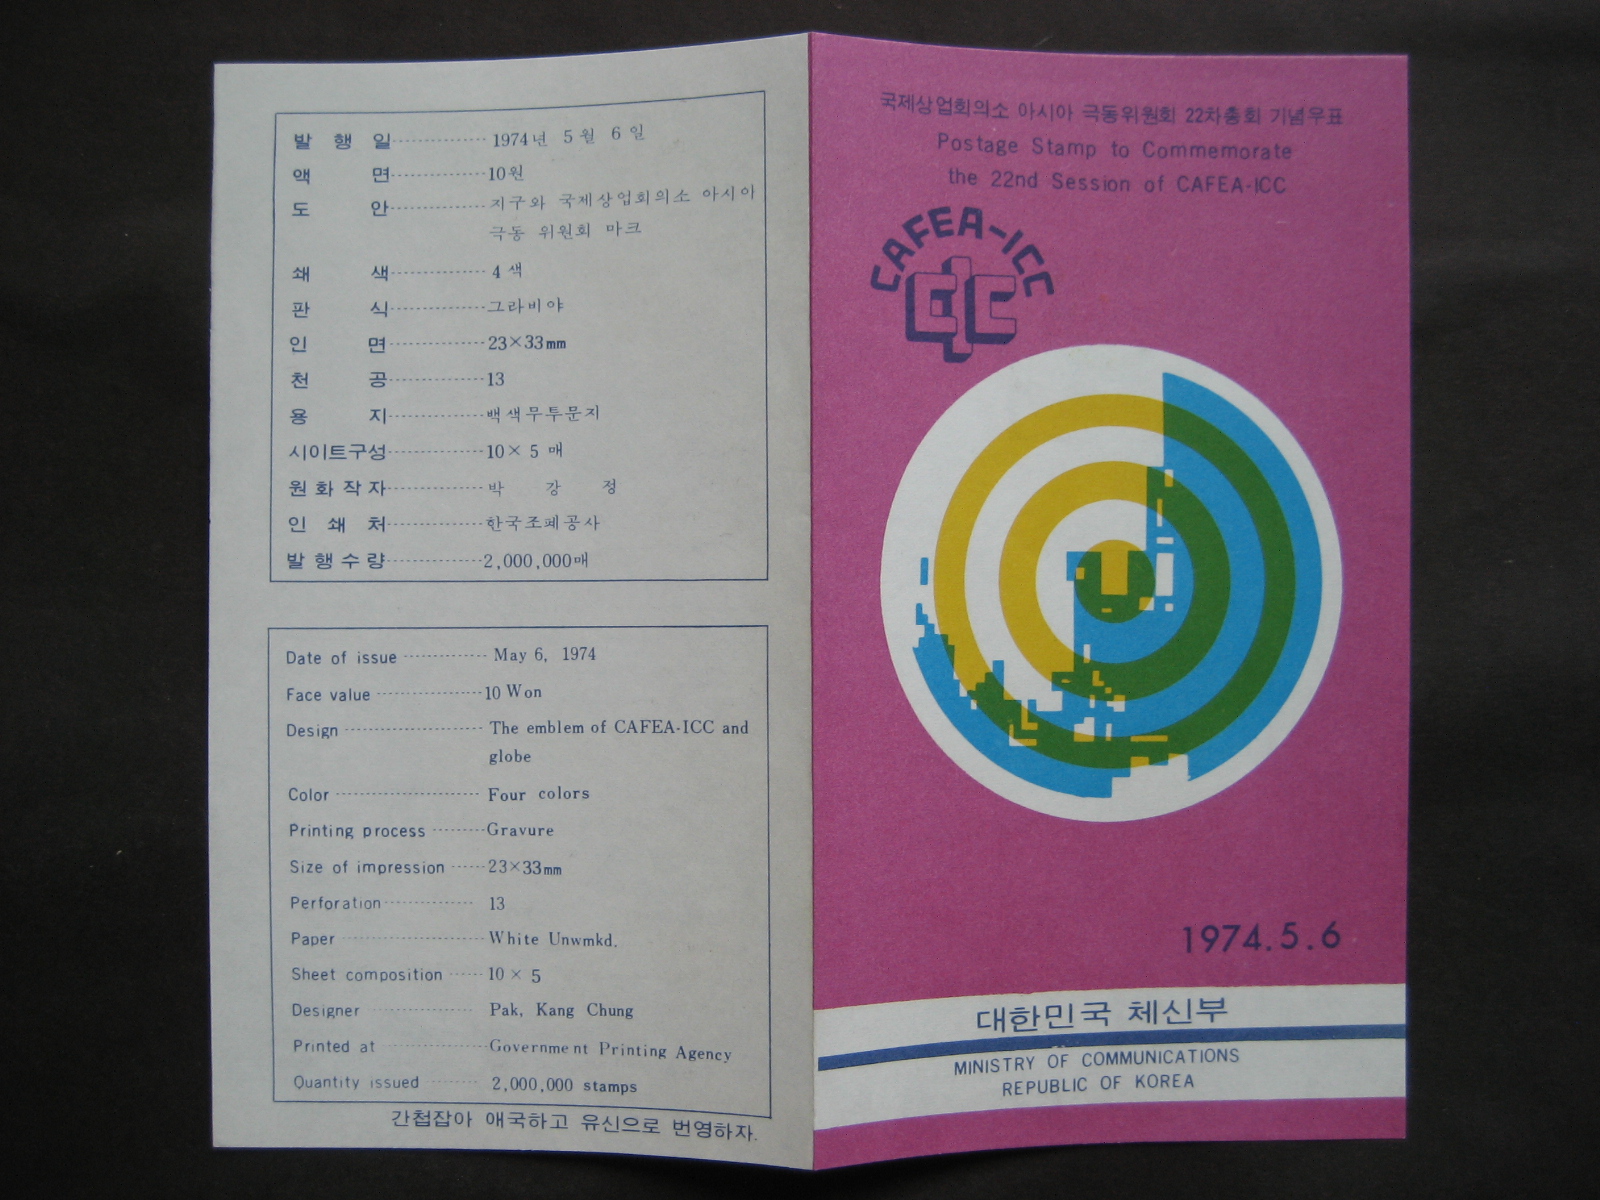 발 행 일 1974년 5월 6일
액 면 10원
도 안 지구와 국제상업회의소 아시아
극동 위원회 마크
쇄 색 4색
판 식 그라비야
인 면 23×33mm
천 공 13
용 지 백색무투문지
시이트구성 10×5매
원화작자 박 강 정
인 쇄 처 한국조폐공사
발행수량 2,000,000매
Date of issue May 6, 1974
Face value 10 Won
Design The emblem of CAFEA-ICC and
globe
Color Four colors
Printing process Gravure
Size of impression 23×33mm
Perforation 13
Paper White Unwmkd.
Sheet composition 10 × 5
Designer Pak, Kang Chung
Printed at Government Printing Agency
Quantity issued 2,000,000 stamps
간첩잡아 애국하고 유신으로 번영하자.
국제상업회의소 아시아 극동위원회 22차총회 기념우표
Postage Stamp to Commemorate
the 22nd Session of CAFEA-ICC
CAFEA-ICC
1974.5.6
대한민국 체신부
MINISTRY OF COMMUNICATIONS
REPUBLIC OF KOREA